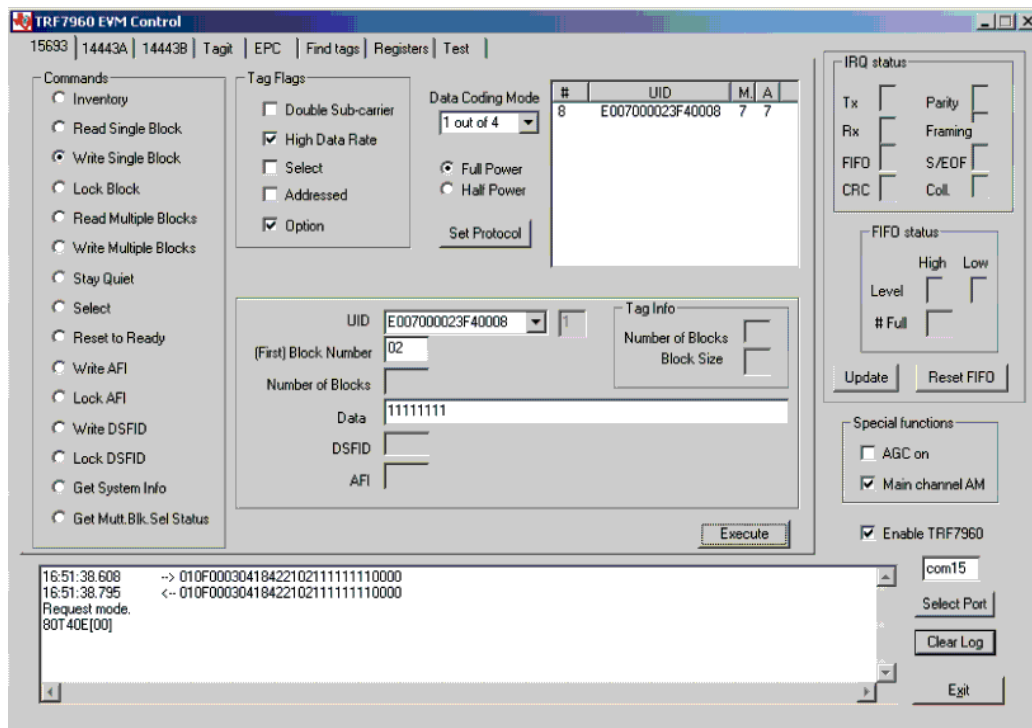 TRF7960 EVM Control
15693 14443A 14443B Tagit EPC Find tags Registers Test
Commands
Inventory
Read Single Block
Write Single Block
Lock Block
Read Multiple Blocks
Write Multiple Blocks
Stay Quiet
Select
Reset to Ready
Write AFI
Lock AFI
Write DSFID
Lock DSFID
Get System Info
Get Mutt.Blk.Sel Status
Tag Flags
Double Sub-carrier
High Data Rate
Select
Addressed
Option
Data Coding Mode
1 out of 4
Full Power
Half Power
Set Protocol
# UID M. A
8 E007000023F40008 7 7
UID E007000023F40008 1
(First) Block Number 02
Number of Blocks
Data 11111111
DSFID
AFI
Tag Info
Number of Blocks
Block Size
Execute
IRQ status
Tx Parity
Rx Framing
FIFO S/EOF
CRC Coll.
FIFO status
High Low
Level
# Full
Update Reset FIFO
Special functions
AGC on
Main channel AM
Enable TRF7960
com15
Select Port
Clear Log
Exit
16:51:38.608 --> 010F00030418422102111111110000
16:51:38.795 <-- 010F00030418422102111111110000
Request mode.
80T40E[00]